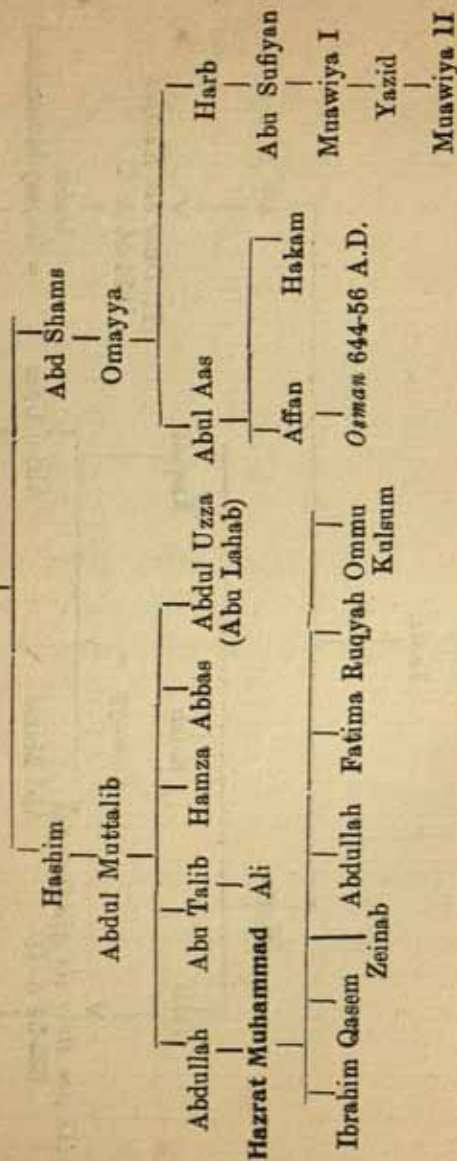 Hashim Abd Shams
Abdul Muttalib Omayya
Abdullah Abu Talib Hamza Abbas Abdul Uzza Abul Aas Harb
(Abu Lahab)
Hazrat Muhammad Ali Affan Hakam Abu Sufiyan
Ibrahim Qasem Abdullah Fatima Ruqyah Ommu Osman 644-56 A.D. Muawiya I
Zeinab Kulsum Yazid
Muawiya II